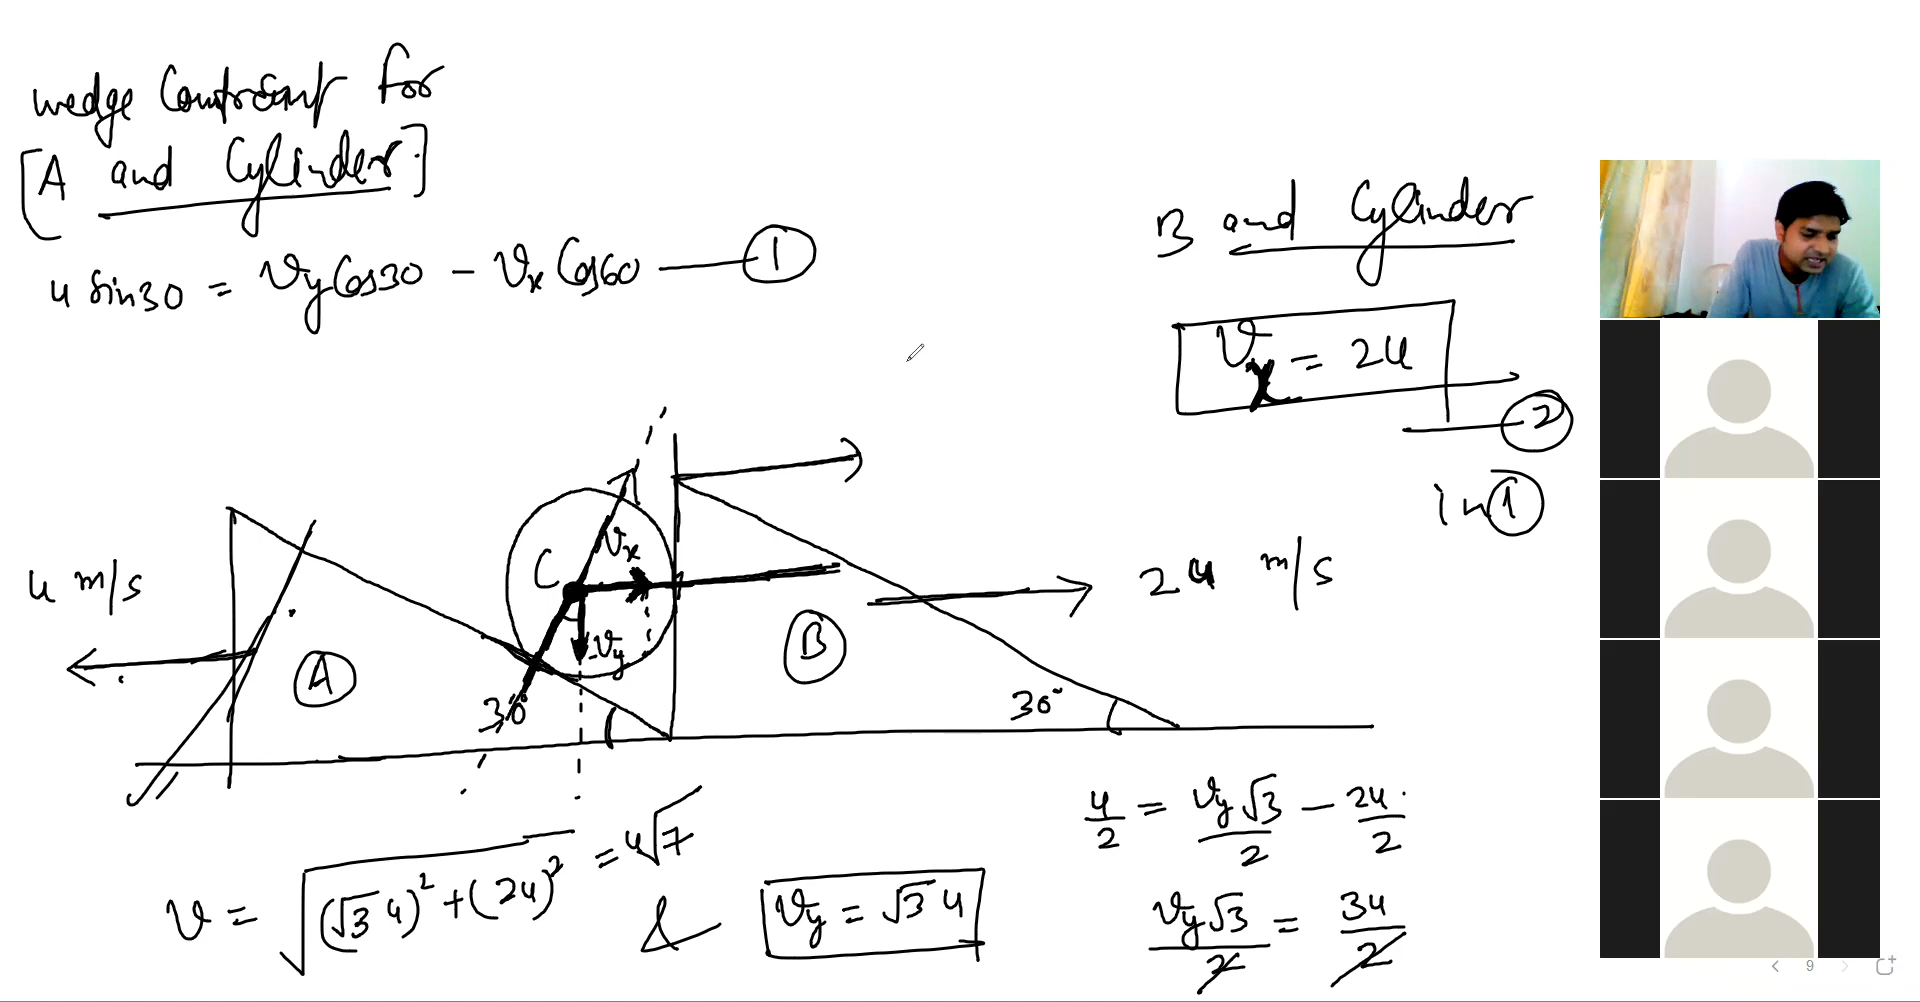 wedge Constraint for
[A and Cylinder]
u sin30 = vy Cos30 - vx Cos60 — ①
B and Cylinder
vx = 2u
②
in ①
C
vx
vy
u m/s
A
B
2u m/s
30°
30°
v = √((√3 u)² + (2u)²) = u√7
& vy = √3 u
u/2 = vy√3/2 - 2u/2
vy√3/2 = 3u/2
9